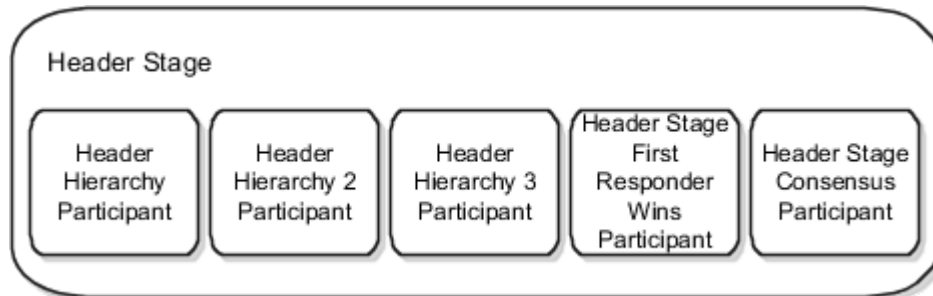 Header Stage
Header
Hierarchy
Participant
Header
Hierarchy 2
Participant
Header
Hierarchy 3
Participant
Header Stage
First
Responder
Wins
Participant
Header Stage
Consensus
Participant